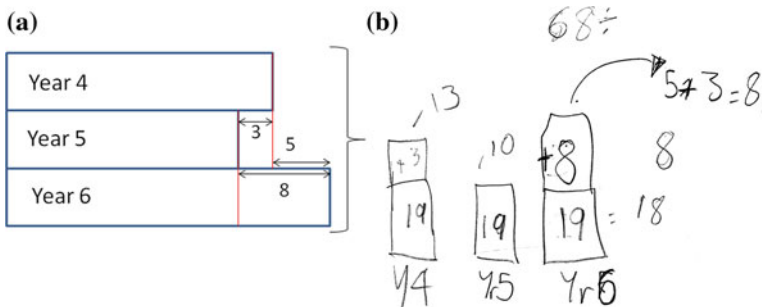 (a)
Year 4
Year 5
Year 6
3
5
8
(b)
68÷
5+3=8
,13
+3
19
Y4
,10
19
Yr5
+8
19
Yr6
8
= 18